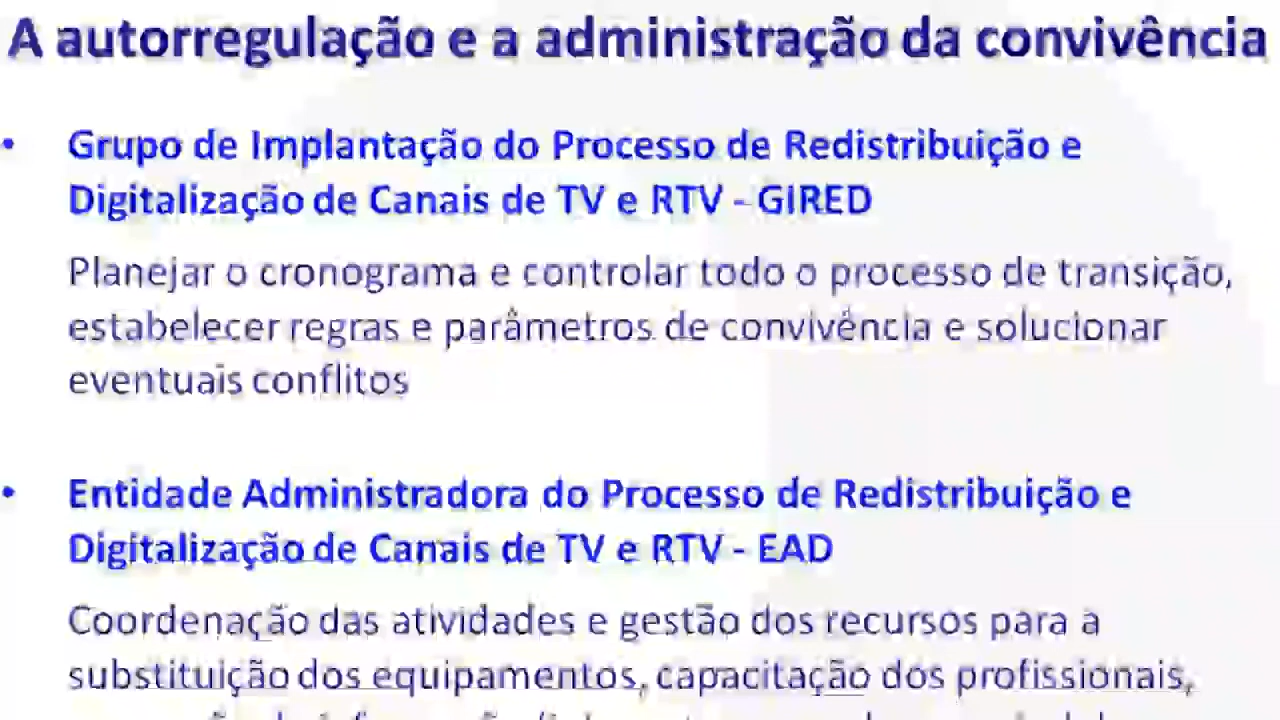 A autorregulação e a administração da convivência
• Grupo de Implantação do Processo de Redistribuição e
Digitalização de Canais de TV e RTV - GIRED
Planejar o cronograma e controlar todo o processo de transição,
estabelecer regras e parâmetros de convivência e solucionar
eventuais conflitos
• Entidade Administradora do Processo de Redistribuição e
Digitalização de Canais de TV e RTV - EAD
Coordenação das atividades e gestão dos recursos para a
substituição dos equipamentos, capacitação dos profissionais,